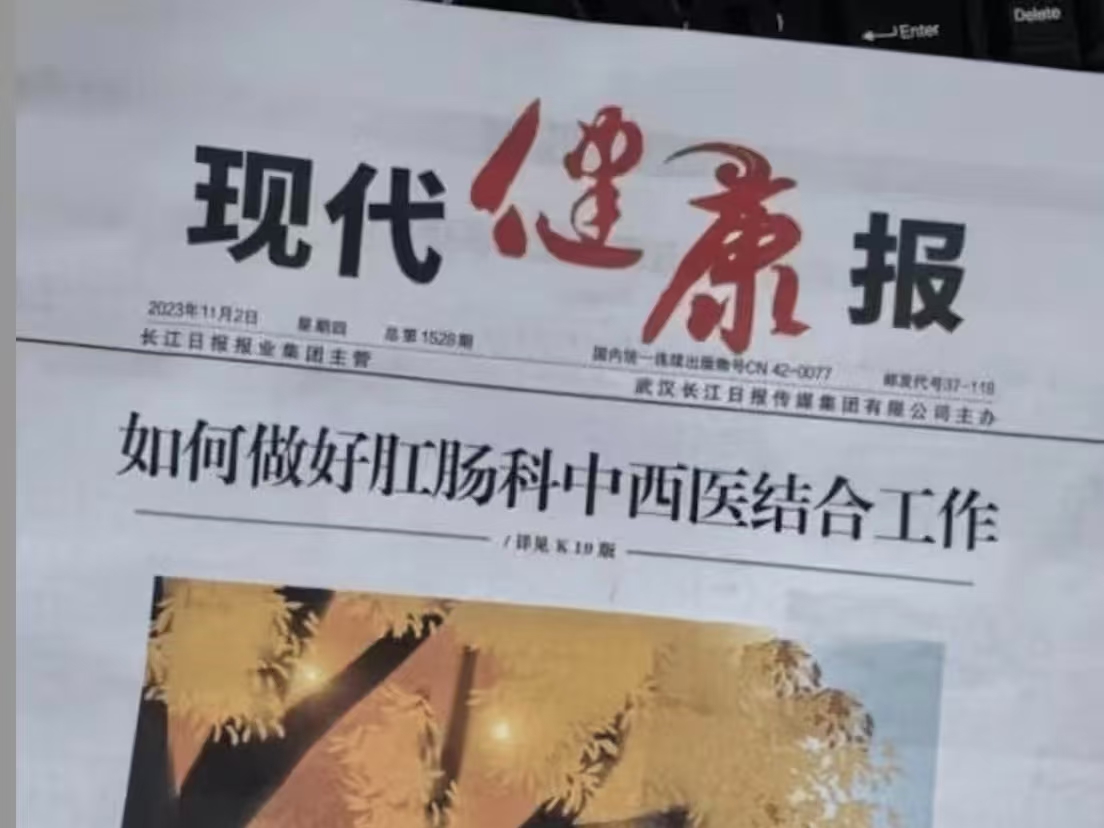 Enter
Delete
现代健康报
2023年11月2日 星期四 总第1528期 国内统一连续出版物号CN 42-0077 邮发代号37-118
长江日报报业集团主管 武汉长江日报传媒集团有限公司主办
如何做好肛肠科中西医结合工作
/详见 K 19 版